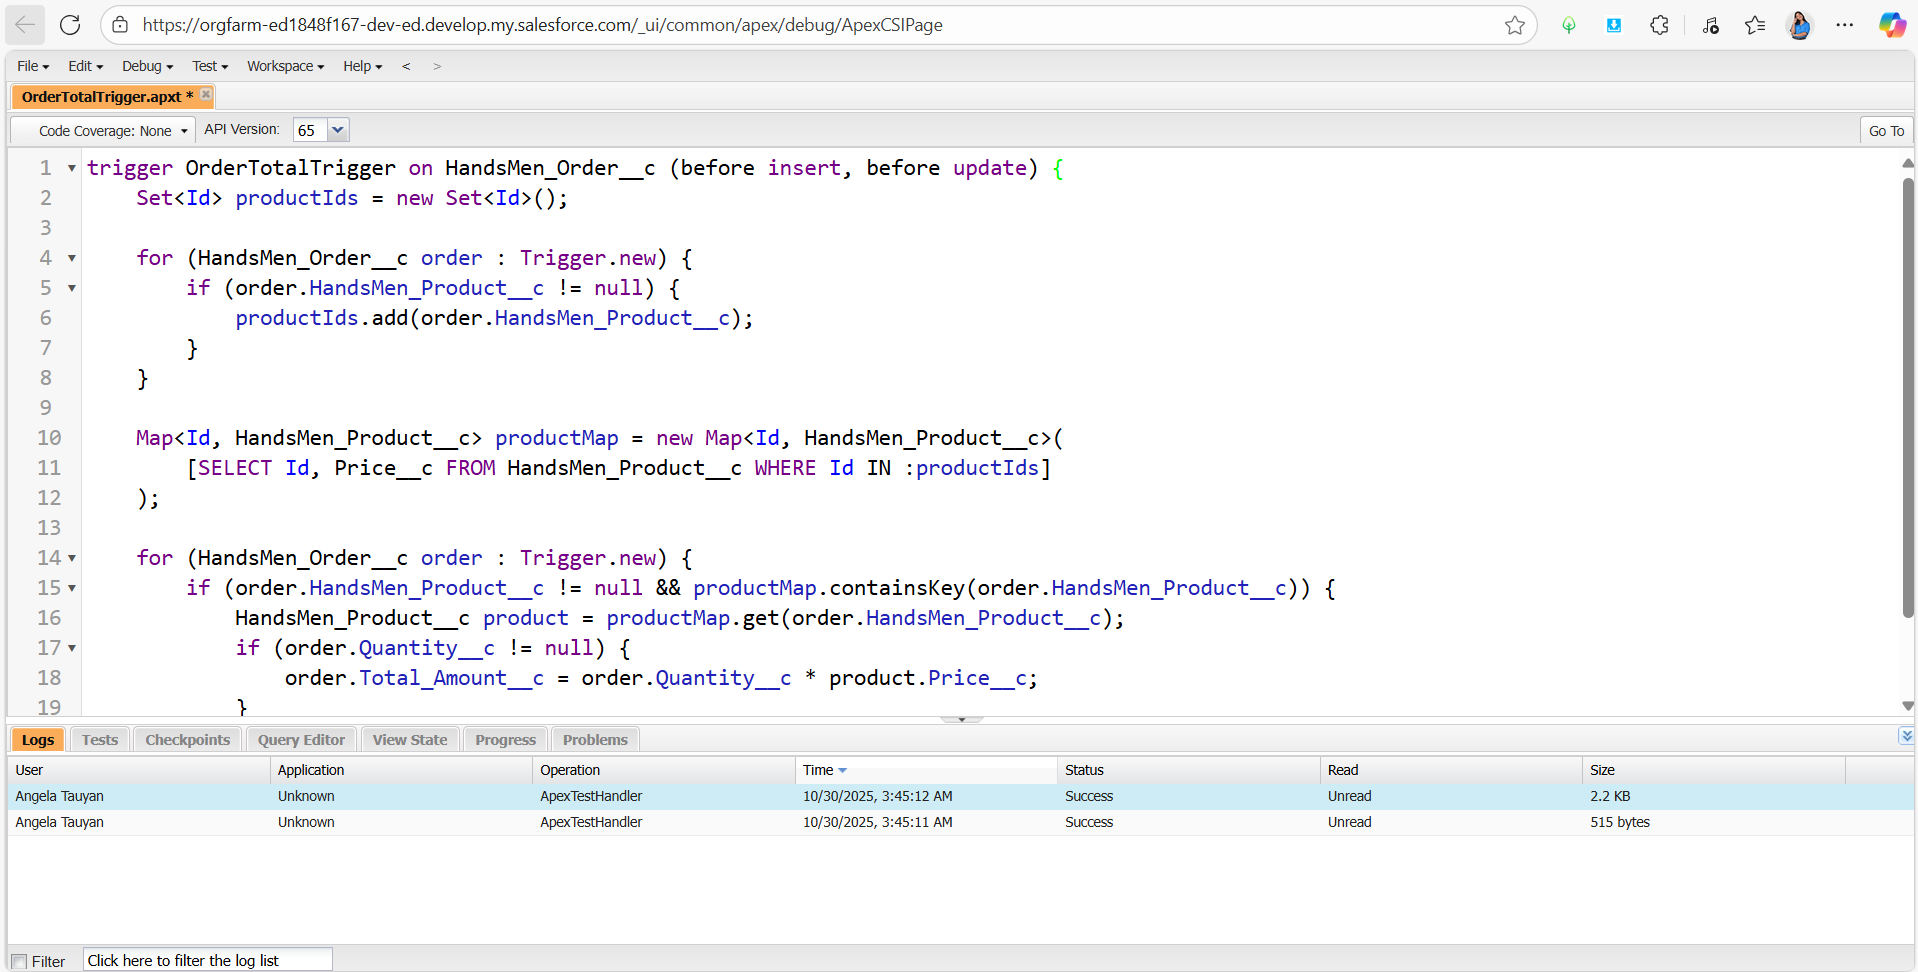 https://orgfarm-ed1848f167-dev-ed.develop.my.salesforce.com/_ui/common/apex/debug/ApexCSIPage
File Edit Debug Test Workspace Help < >
OrderTotalTrigger.apxt *
Code Coverage: None API Version: 65 Go To
1 trigger OrderTotalTrigger on HandsMen_Order__c (before insert, before update) {
2 Set<Id> productIds = new Set<Id>();
3
4 for (HandsMen_Order__c order : Trigger.new) {
5 if (order.HandsMen_Product__c != null) {
6 productIds.add(order.HandsMen_Product__c);
7 }
8 }
9
10 Map<Id, HandsMen_Product__c> productMap = new Map<Id, HandsMen_Product__c>(
11 [SELECT Id, Price__c FROM HandsMen_Product__c WHERE Id IN :productIds]
12 );
13
14 for (HandsMen_Order__c order : Trigger.new) {
15 if (order.HandsMen_Product__c != null && productMap.containsKey(order.HandsMen_Product__c)) {
16 HandsMen_Product__c product = productMap.get(order.HandsMen_Product__c);
17 if (order.Quantity__c != null) {
18 order.Total_Amount__c = order.Quantity__c * product.Price__c;
19 }
Logs Tests Checkpoints Query Editor View State Progress Problems
User Application Operation Time Status Read Size
Angela Tauyan Unknown ApexTestHandler 10/30/2025, 3:45:12 AM Success Unread 2.2 KB
Angela Tauyan Unknown ApexTestHandler 10/30/2025, 3:45:11 AM Success Unread 515 bytes
Filter Click here to filter the log list